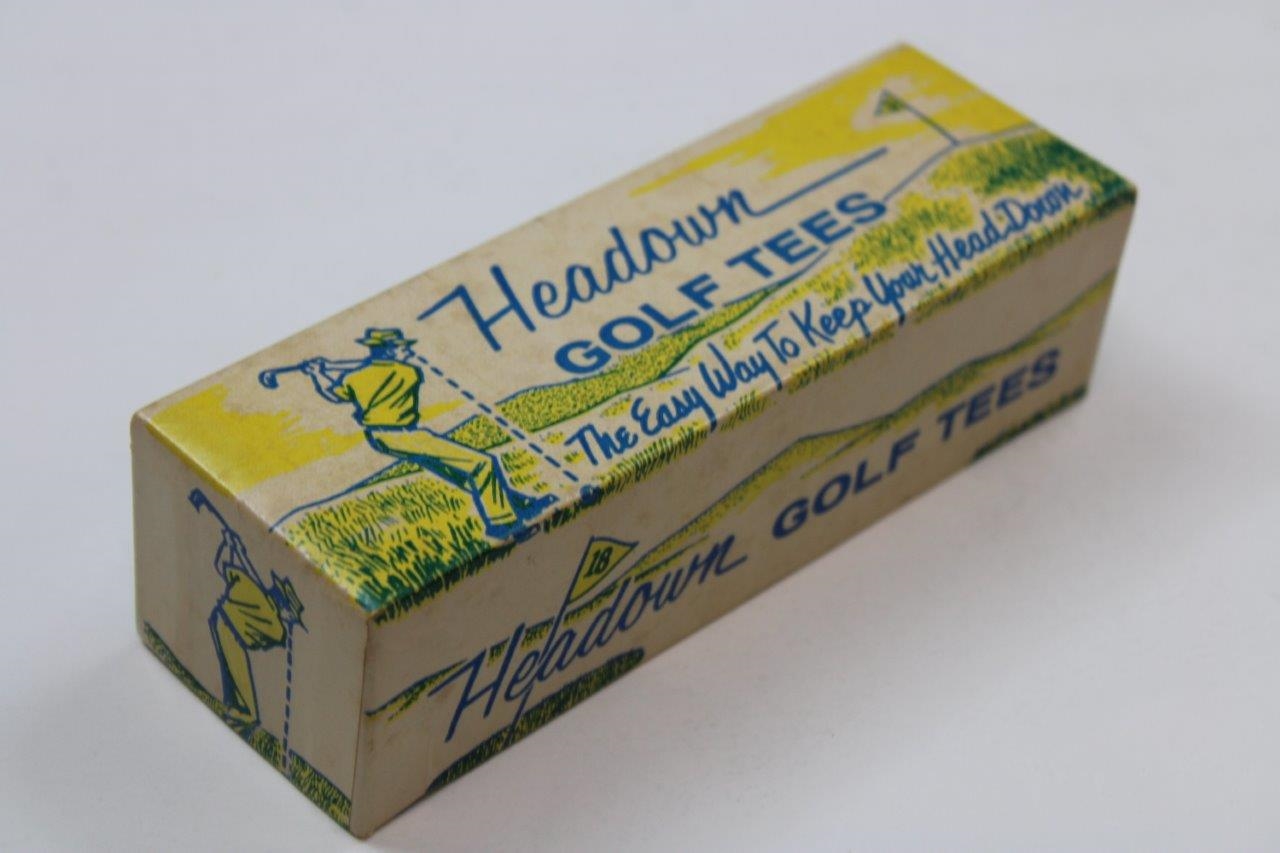 Headown
GOLF TEES
The Easy Way To Keep Your Head Down
18
Headown GOLF TEES